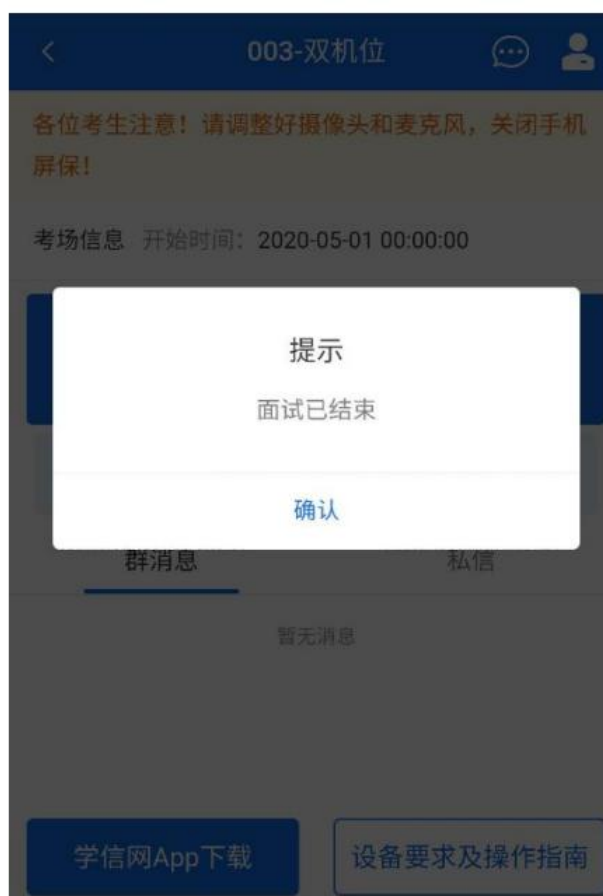 003-双机位
各位考生注意！请调整好摄像头和麦克风，关闭手机
屏保！
考场信息 开始时间：2020-05-01 00:00:00
提示
面试已结束
确认
群消息 私信
暂无消息
学信网App下载 设备要求及操作指南